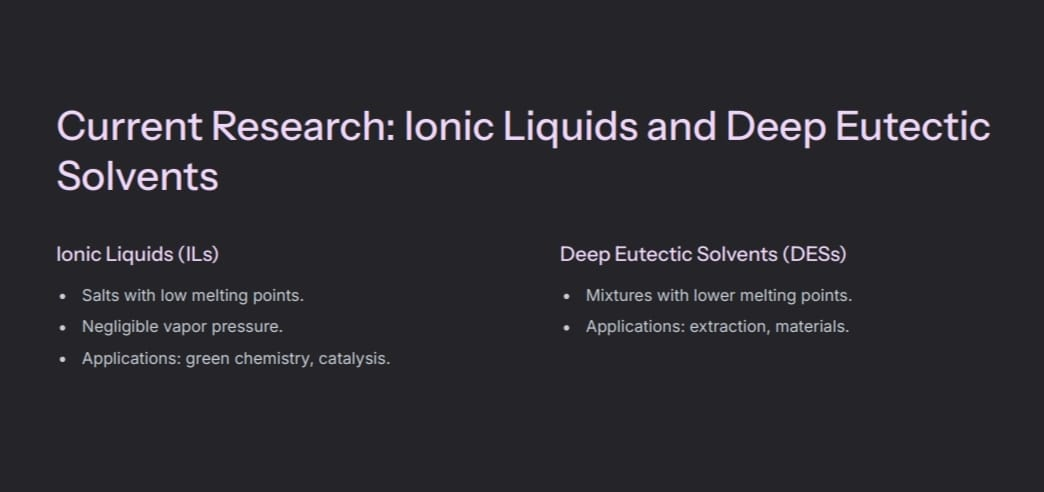 Current Research: Ionic Liquids and Deep Eutectic
Solvents
Ionic Liquids (ILs)
• Salts with low melting points.
• Negligible vapor pressure.
• Applications: green chemistry, catalysis.
Deep Eutectic Solvents (DESs)
• Mixtures with lower melting points.
• Applications: extraction, materials.